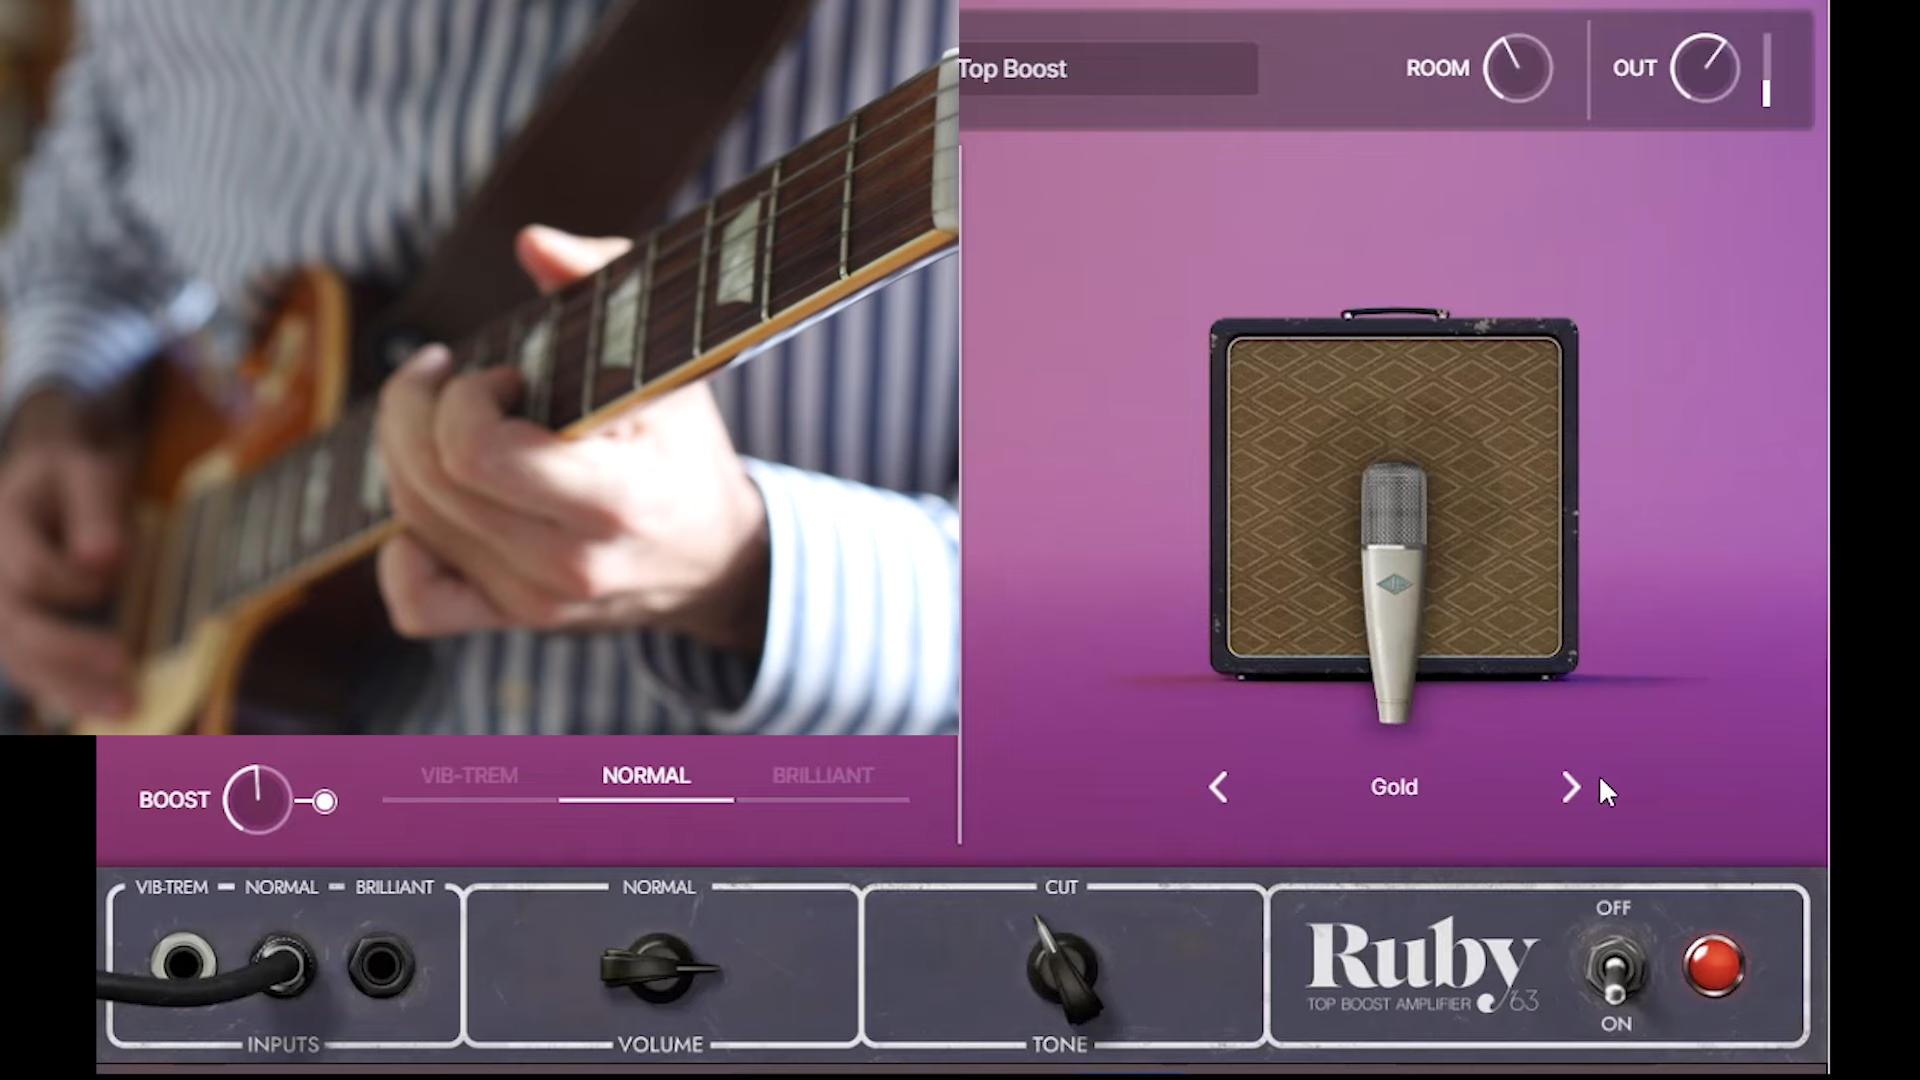 Top Boost
ROOM
OUT
BOOST
VIB-TREM
NORMAL
BRILLIANT
Gold
VIB-TREM NORMAL BRILLIANT
INPUTS
NORMAL
VOLUME
CUT
TONE
Ruby
TOP BOOST AMPLIFIER '63
OFF
ON